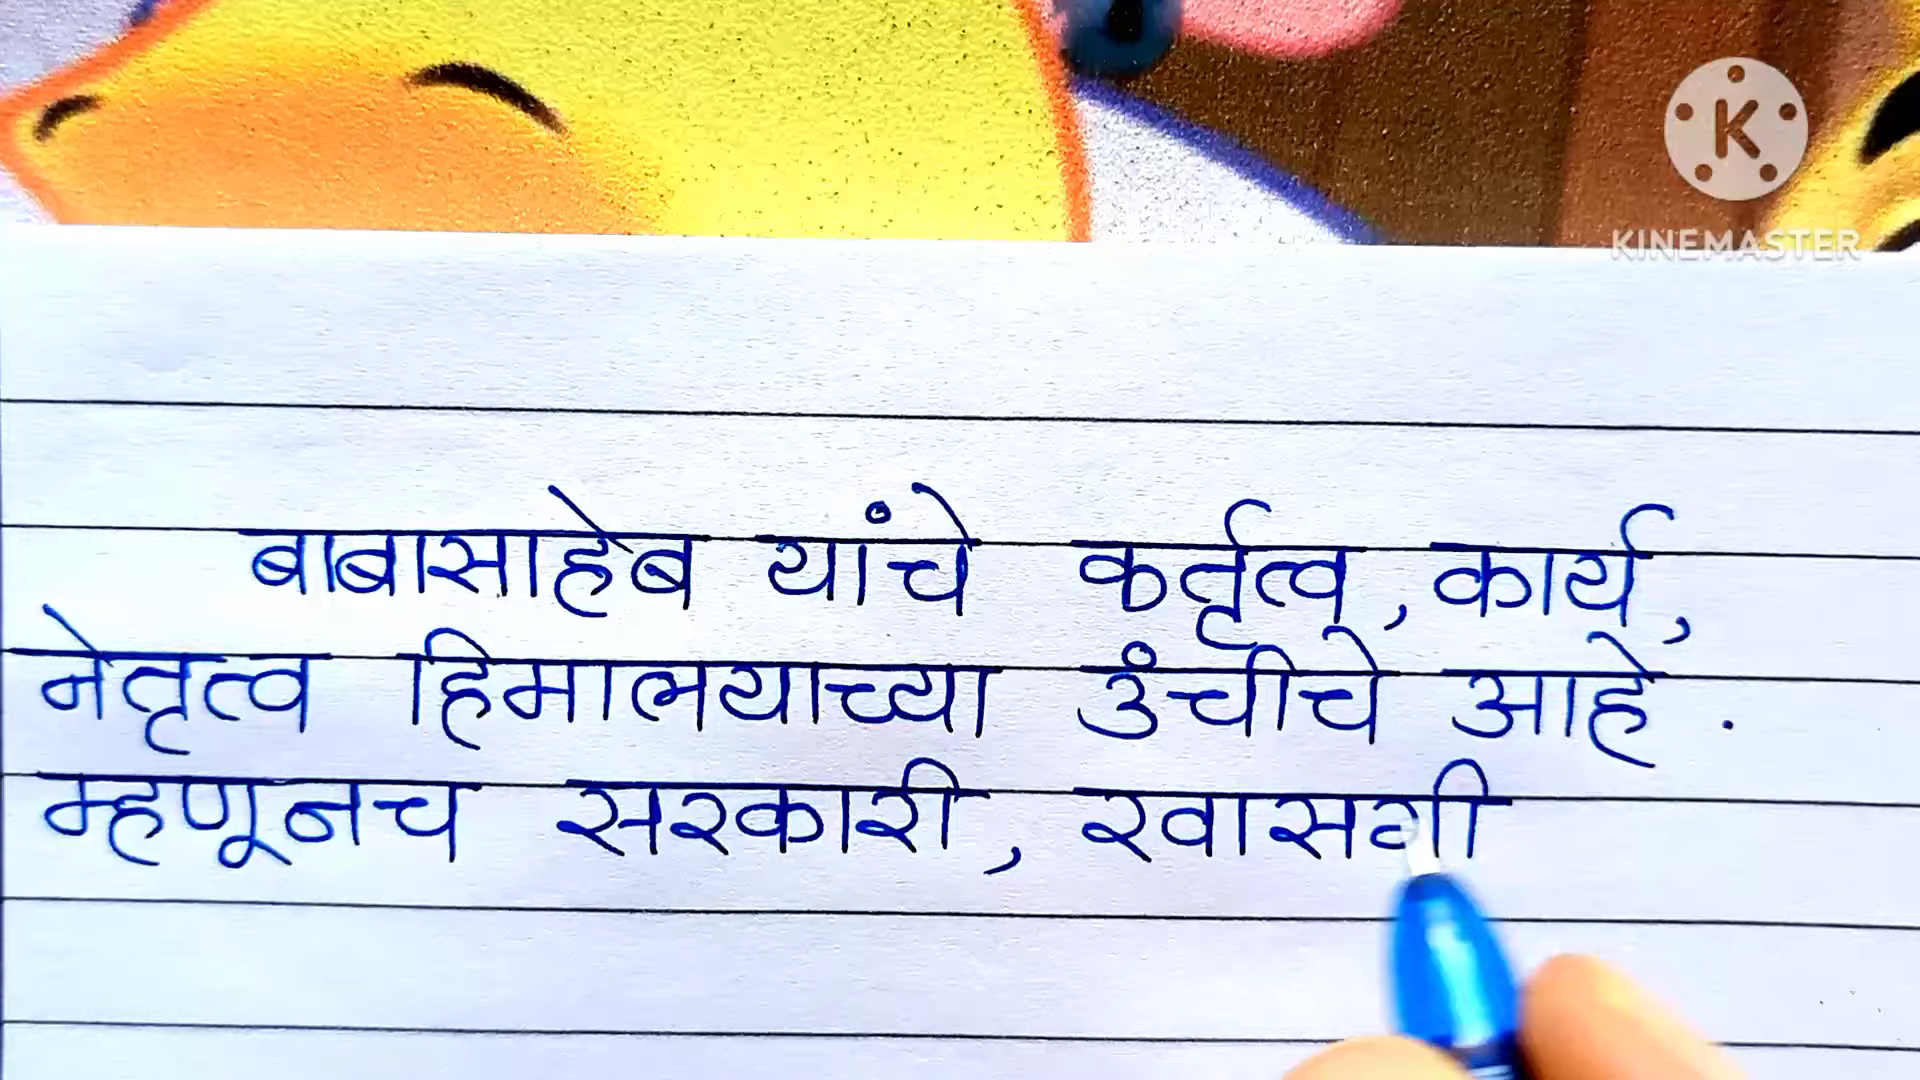 K
KINEMASTER
बाबासाहेब यांचे कर्तृत्व, कार्य,
नेतृत्व हिमालयाच्या उंचीचे आहे.
म्हणूनच सरकारी, खासगी